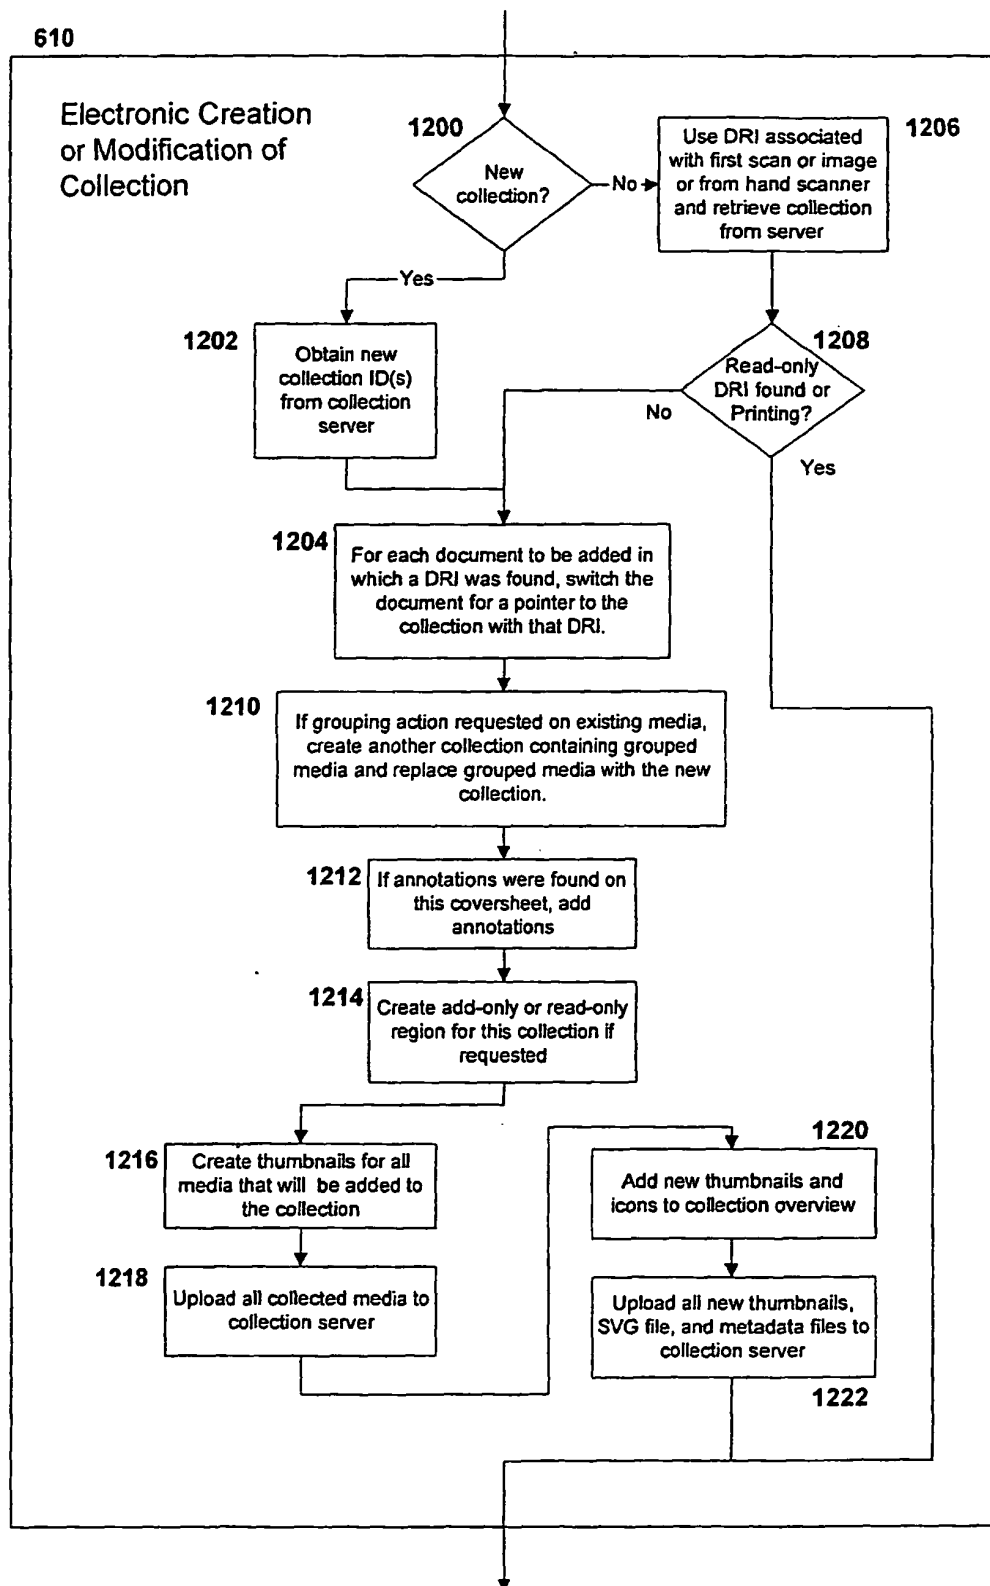 610
Electronic Creation
or Modification of
Collection
1200
New
collection?
No
Use DRI associated
with first scan or image
or from hand scanner
and retrieve collection
from server
1206
Yes
1202
Obtain new
collection ID(s)
from collection
server
1208
Read-only
DRI found or
Printing?
No
Yes
1204
For each document to be added in
which a DRI was found, switch the
document for a pointer to the
collection with that DRI.
1210
If grouping action requested on existing media,
create another collection containing grouped
media and replace grouped media with the new
collection.
1212
If annotations were found on
this coversheet, add
annotations
1214
Create add-only or read-only
region for this collection if
requested
1216
Create thumbnails for all
media that will be added to
the collection
1218
Upload all collected media to
collection server
1220
Add new thumbnails and
icons to collection overview
Upload all new thumbnails,
SVG file, and metadata files to
collection server
1222